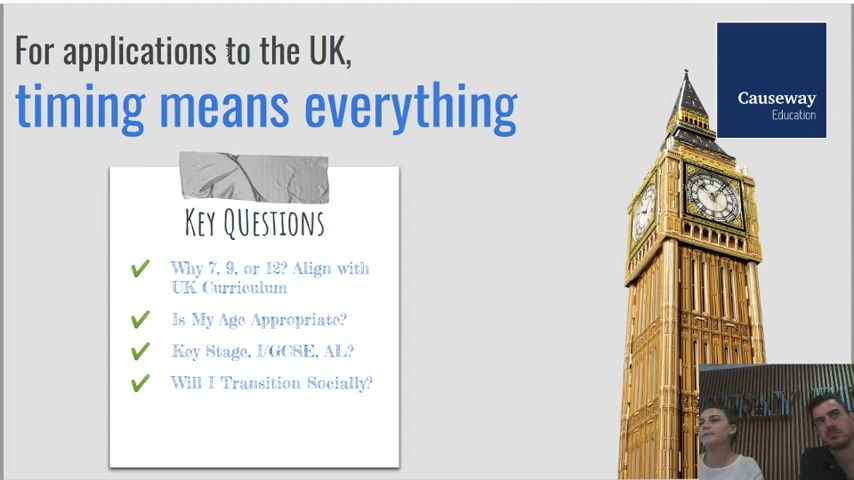 For applications to the UK,
timing means everything
Causeway
Education
Key QUestions
Why 7, 9, or 12? Align with
UK Curriculum
Is My Age Appropriate?
Key Stage, I/GCSE, AL?
Will I Transition Socially?